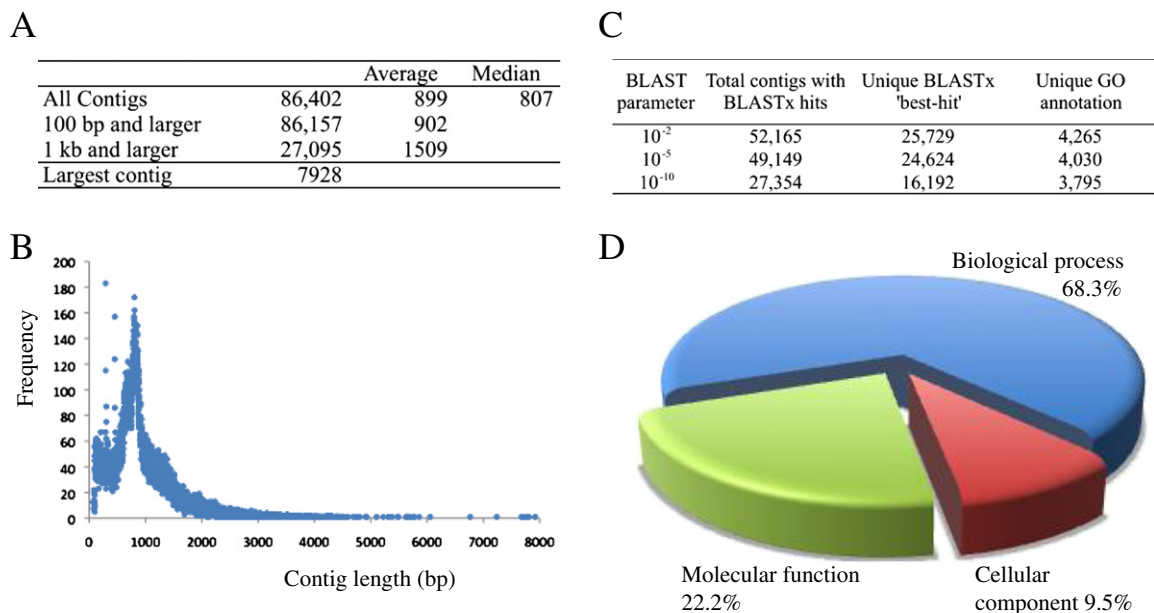 A
Average Median
All Contigs 86,402 899 807
100 bp and larger 86,157 902
1 kb and larger 27,095 1509
Largest contig 7928
B
200
180
160
140
120
100
80
60
40
20
0
Frequency
0 1000 2000 3000 4000 5000 6000 7000 8000
Contig length (bp)
C
BLAST parameter
Total contigs with BLASTx hits
Unique BLASTx 'best-hit'
Unique GO annotation
10-2 52,165 25,729 4,265
10-5 49,149 24,624 4,030
10-10 27,354 16,192 3,795
D
Biological process
68.3%
Molecular function
22.2%
Cellular
component 9.5%